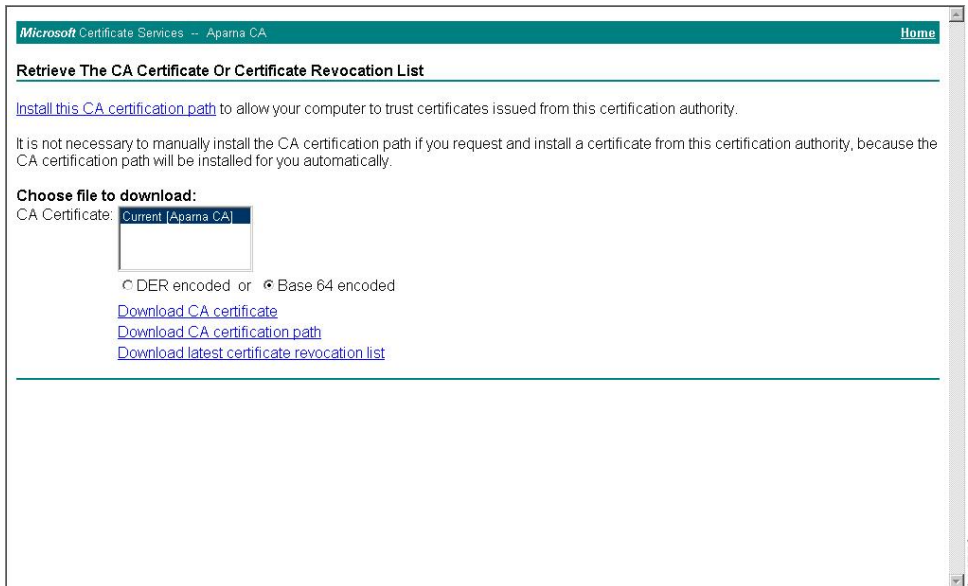 Microsoft Certificate Services -- Aparna CA Home
Retrieve The CA Certificate Or Certificate Revocation List
Install this CA certification path to allow your computer to trust certificates issued from this certification authority.
It is not necessary to manually install the CA certification path if you request and install a certificate from this certification authority, because the
CA certification path will be installed for you automatically.
Choose file to download:
CA Certificate: Current [Aparna CA]
DER encoded or Base 64 encoded
Download CA certificate
Download CA certification path
Download latest certificate revocation list